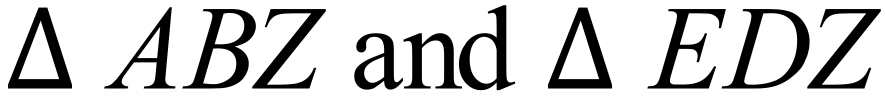 Δ ABZ and Δ EDZ